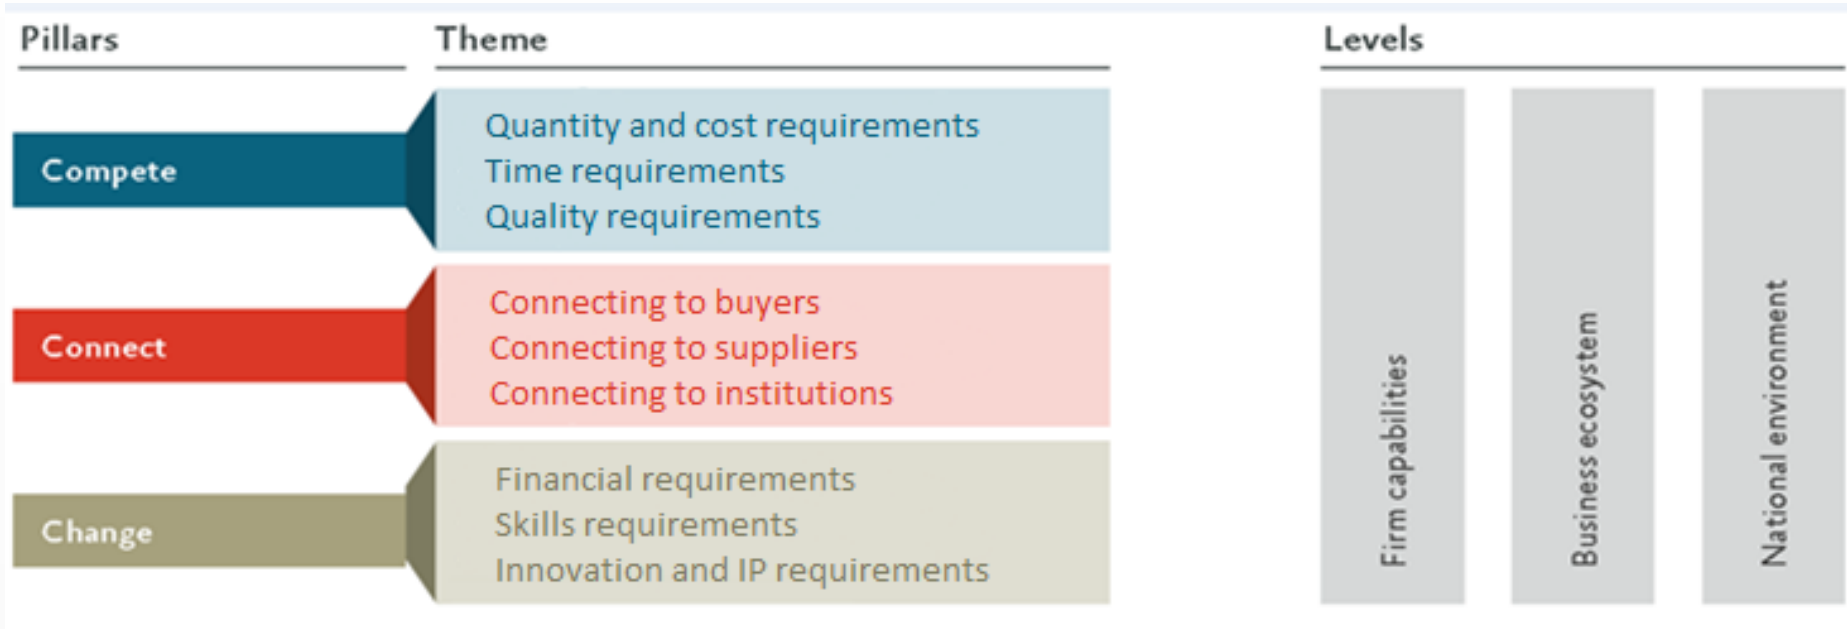 Pillars
Theme
Levels
Compete
Quantity and cost requirements
Time requirements
Quality requirements
Connect
Connecting to buyers
Connecting to suppliers
Connecting to institutions
Change
Financial requirements
Skills requirements
Innovation and IP requirements
Firm capabilities
Business ecosystem
National environment